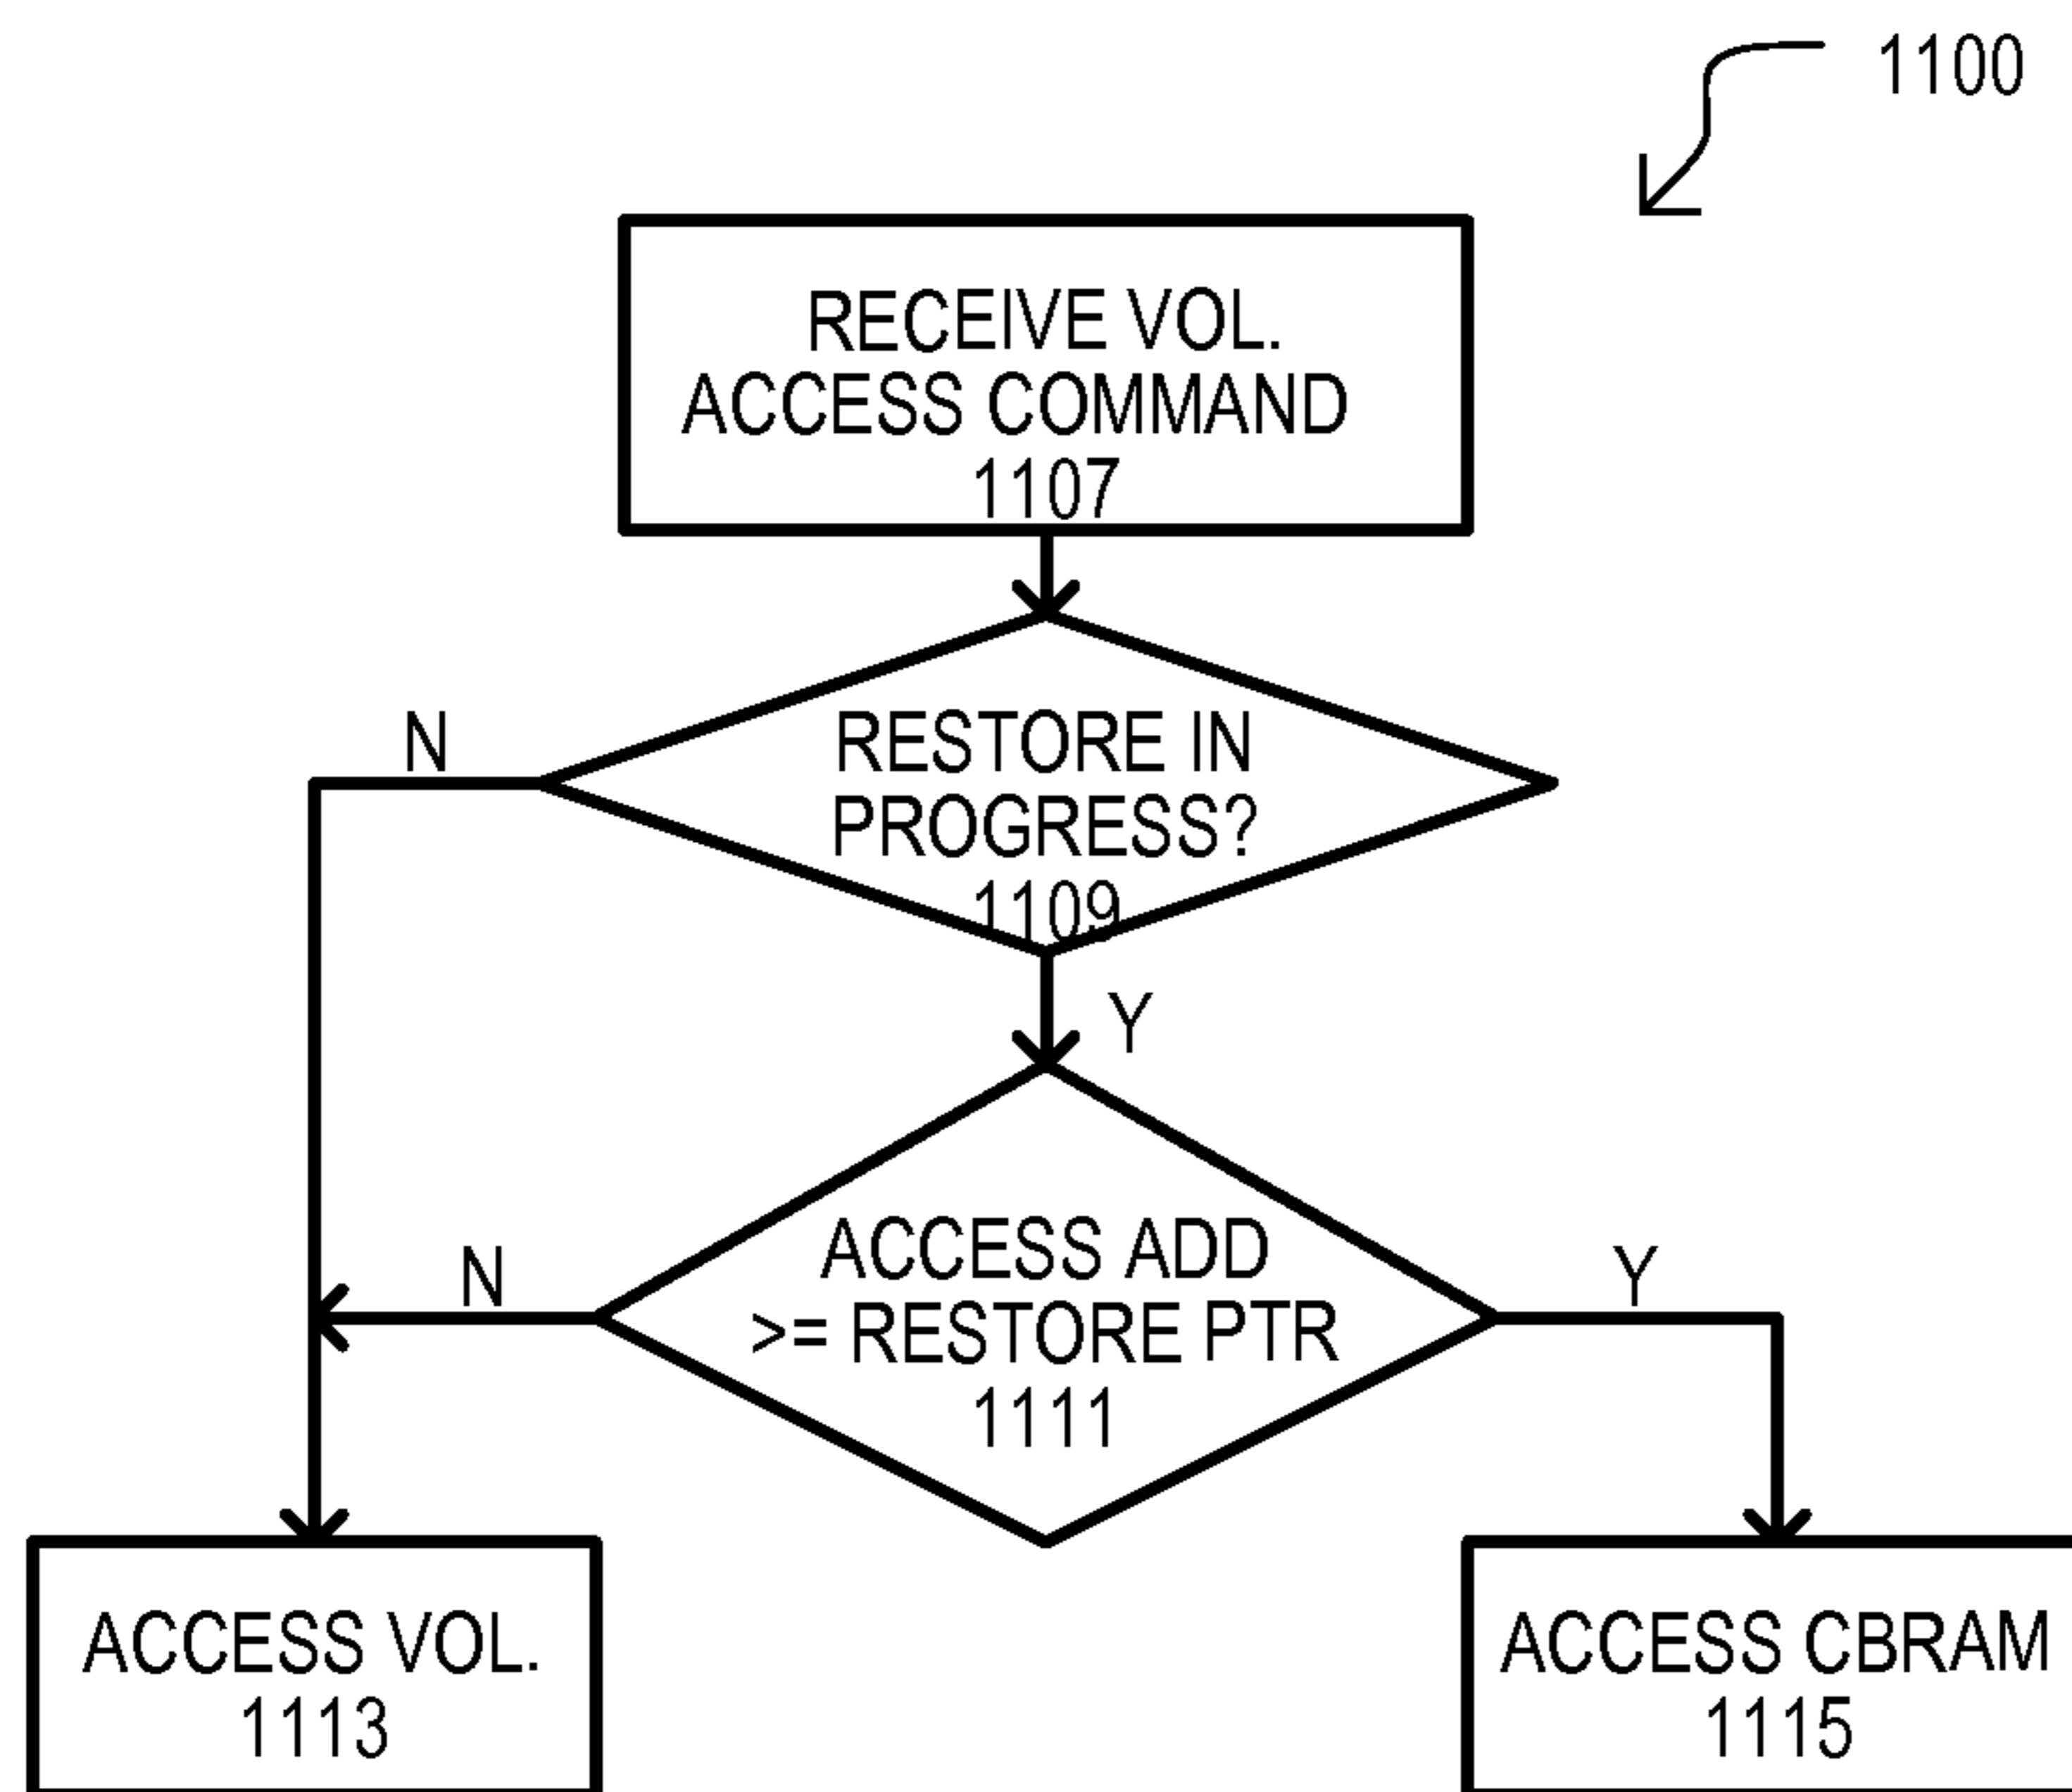 1100
RECEIVE VOL.
ACCESS COMMAND
1107
N
RESTORE IN
PROGRESS?
1109
Y
N
ACCESS ADD
>= RESTORE PTR
1111
Y
ACCESS VOL.
1113
ACCESS CBRAM
1115